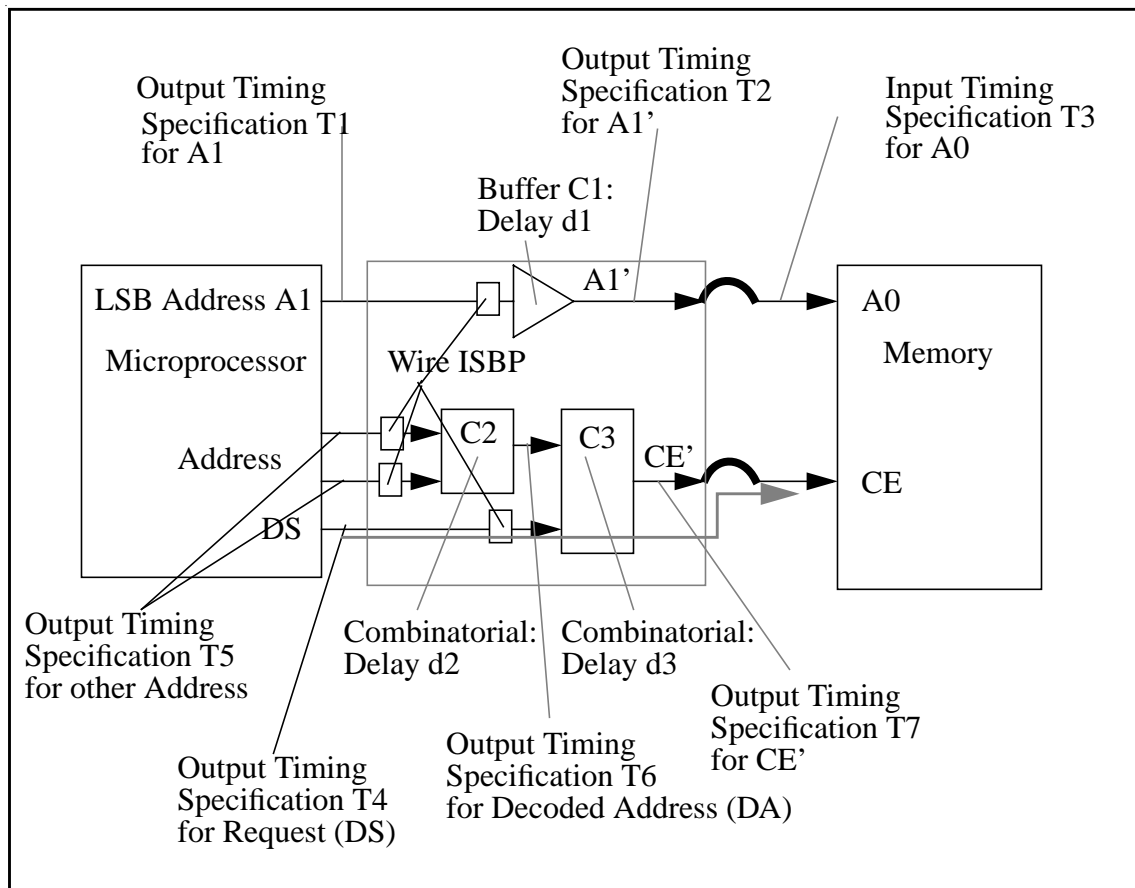 Output Timing
Specification T1
for A1
Output Timing
Specification T2
for A1’
Input Timing
Specification T3
for A0
Buffer C1:
Delay d1
LSB Address A1
A1’
A0
Microprocessor
Wire ISBP
Memory
C2
C3
Address
CE’
CE
DS
Output Timing
Specification T5
for other Address
Combinatorial:
Delay d2
Combinatorial:
Delay d3
Output Timing
Specification T7
for CE’
Output Timing
Specification T4
for Request (DS)
Output Timing
Specification T6
for Decoded Address (DA)